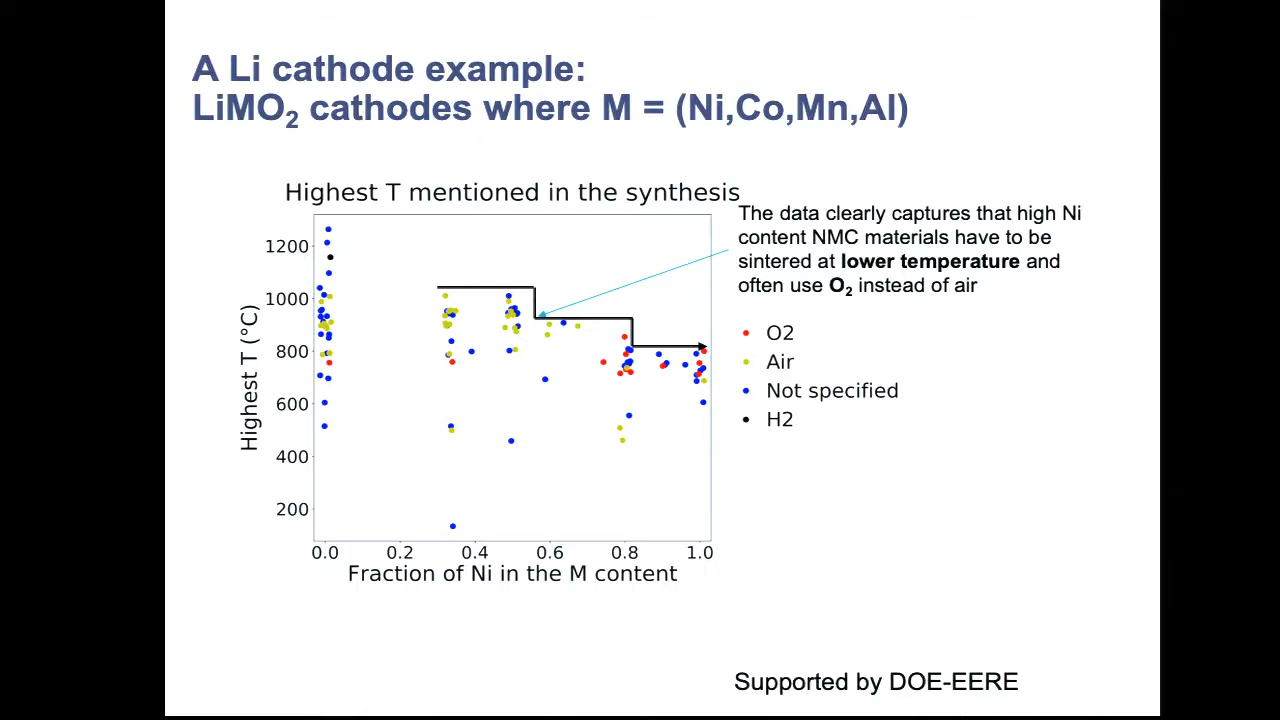 A Li cathode example:
LiMO2 cathodes where M = (Ni,Co,Mn,Al)
Highest T mentioned in the synthesis
The data clearly captures that high Ni
content NMC materials have to be
sintered at lower temperature and
often use O2 instead of air
O2
Air
Not specified
H2
Highest T (°C)
1200
1000
800
600
400
200
0.0 0.2 0.4 0.6 0.8 1.0
Fraction of Ni in the M content
Supported by DOE-EERE